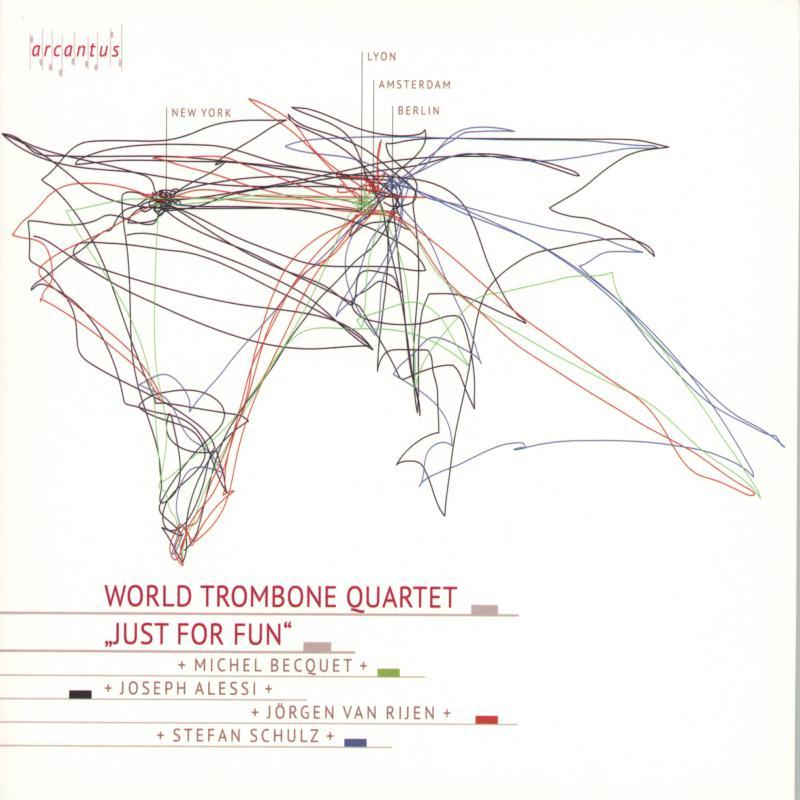 arcantus
LYON
AMSTERDAM
BERLIN
NEW YORK
WORLD TROMBONE QUARTET
„JUST FOR FUN“
+ MICHEL BECQUET +
+ JOSEPH ALESSI +
+ JÖRGEN VAN RIJEN +
+ STEFAN SCHULZ +